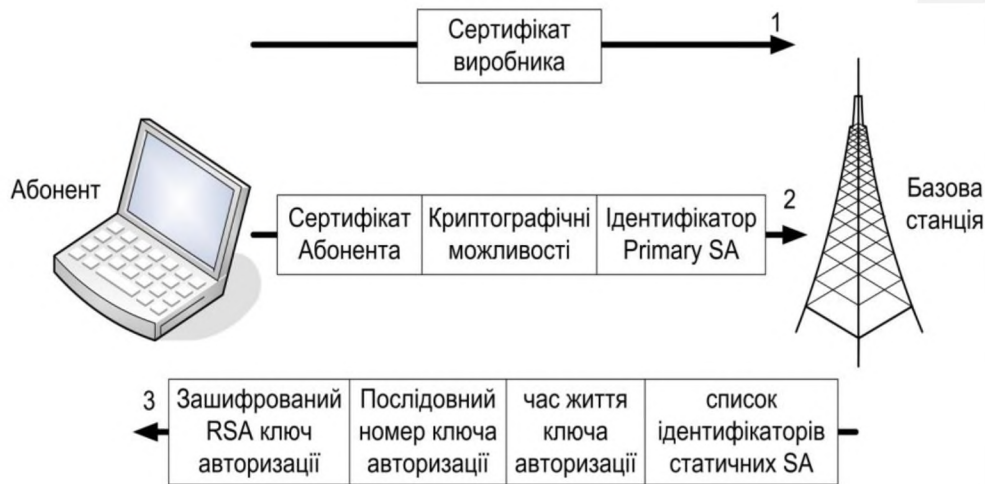 Сертифікат
виробника
1
Абонент
Сертифікат
Абонента
Криптографічні
можливості
Ідентифікатор
Primary SA
2
Базова
станція
3
Зашифрований
RSA ключ
авторизації
Послідовний
номер ключа
авторизації
час життя
ключа
авторизації
список
ідентифікаторів
статичних SA